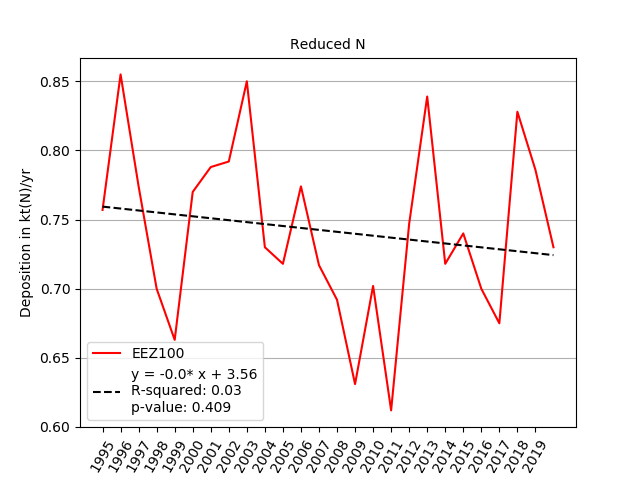 Reduced N
Deposition in kt(N)/yr
0.85
0.80
0.75
0.70
0.65
0.60
EEZ100
y = -0.0* x + 3.56
R-squared: 0.03
p-value: 0.409
1995 1996 1997 1998 1999 2000 2001 2002 2003 2004 2005 2006 2007 2008 2009 2010 2011 2012 2013 2014 2015 2016 2017 2018 2019